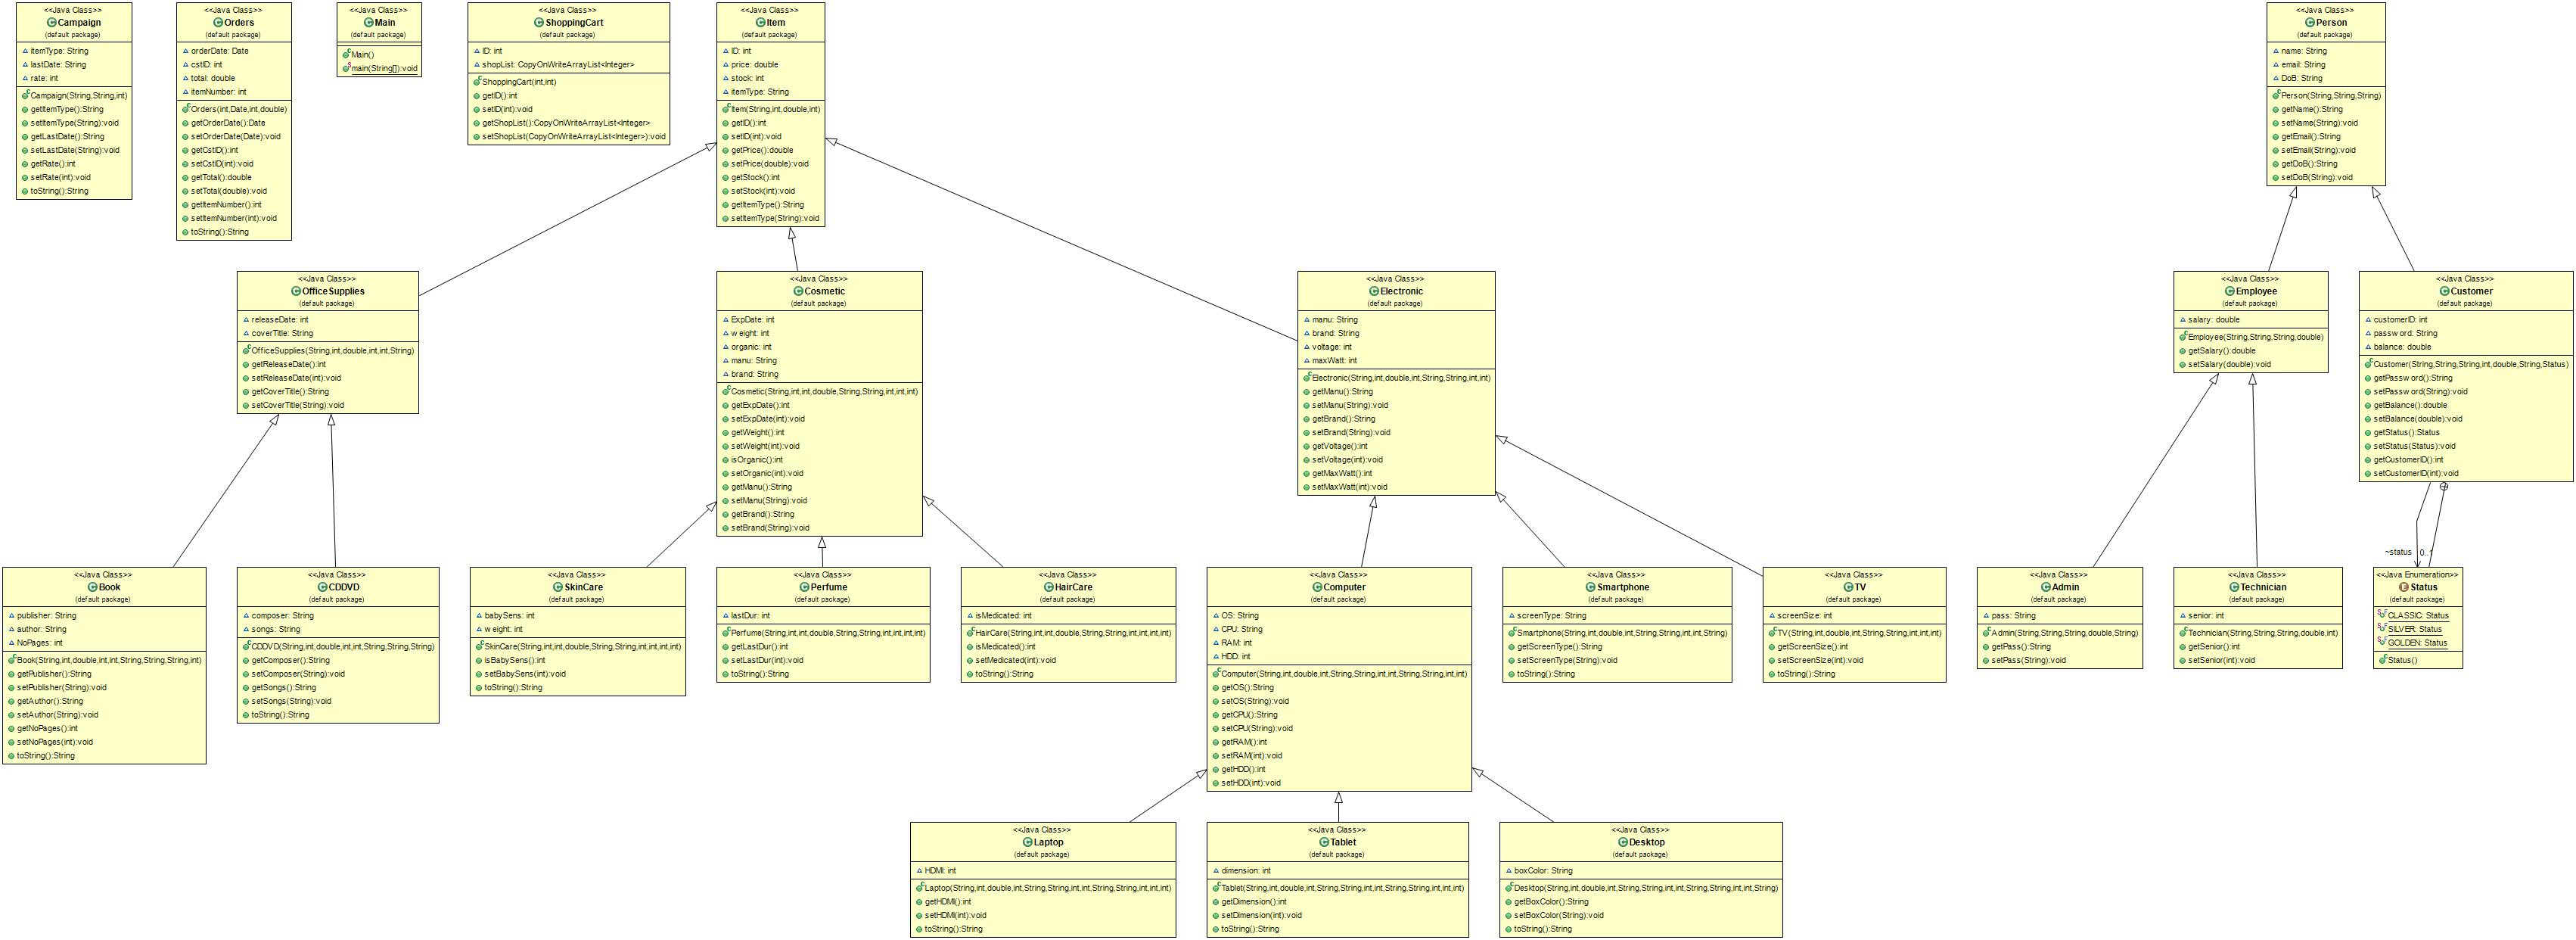 <<Java Class>>
Campaign
(default package)
itemType: String
lastDate: String
rate: int
Campaign(String,String,int)
getItemType():String
setItemType(String):void
getLastDate():String
setLastDate(String):void
getRate():int
setRate(int):void
toString():String
<<Java Class>>
Orders
(default package)
orderDate: Date
cstID: int
total: double
itemNumber: int
Orders(int,Date,int,double)
getOrderDate():Date
setOrderDate(Date):void
getCstID():int
setCstID(int):void
getTotal():double
setTotal(double):void
getItemNumber():int
setItemNumber(int):void
toString():String
<<Java Class>>
Main
(default package)
Main()
main(String[]):void
<<Java Class>>
ShoppingCart
(default package)
ID: int
shopList: CopyOnWriteArrayList<Integer>
ShoppingCart(int,int)
getID():int
setID(int):void
getShopList():CopyOnWriteArrayList<Integer>
setShopList(CopyOnWriteArrayList<Integer>):void
<<Java Class>>
Item
(default package)
ID: int
price: double
stock: int
itemType: String
Item(String,int,double,int)
getID():int
setID(int):void
getPrice():double
setPrice(double):void
getStock():int
setStock(int):void
getItemType():String
setItemType(String):void
<<Java Class>>
Person
(default package)
name: String
email: String
DoB: String
Person(String,String,String)
getName():String
setName(String):void
getEmail():String
setEmail(String):void
getDoB():String
setDoB(String):void
<<Java Class>>
OfficeSupplies
(default package)
releaseDate: int
coverTitle: String
OfficeSupplies(String,int,double,int,int,String)
getReleaseDate():int
setReleaseDate(int):void
getCoverTitle():String
setCoverTitle(String):void
<<Java Class>>
Cosmetic
(default package)
ExpDate: int
weight: int
organic: int
manu: String
brand: String
Cosmetic(String,int,int,double,String,String,int,int,int)
getExpDate():int
setExpDate(int):void
getWeight():int
setWeight(int):void
isOrganic():int
setOrganic(int):void
getManu():String
setManu(String):void
getBrand():String
setBrand(String):void
<<Java Class>>
Electronic
(default package)
manu: String
brand: String
voltage: int
maxWatt: int
Electronic(String,int,double,int,String,String,int,int)
getManu():String
setManu(String):void
getBrand():String
setBrand(String):void
getVoltage():int
setVoltage(int):void
getMaxWatt():int
setMaxWatt(int):void
<<Java Class>>
Employee
(default package)
salary: double
Employee(String,String,String,double)
getSalary():double
setSalary(double):void
<<Java Class>>
Customer
(default package)
customerID: int
password: String
balance: double
Customer(String,String,String,int,double,String,Status)
getPassword():String
setPassword(String):void
getBalance():double
setBalance(double):void
getStatus():Status
setStatus(Status):void
getCustomerID():int
setCustomerID(int):void
~status 0..1
<<Java Class>>
Book
(default package)
publisher: String
author: String
NoPages: int
Book(String,int,double,int,int,String,String,String,int)
getPublisher():String
setPublisher(String):void
getAuthor():String
setAuthor(String):void
getNoPages():int
setNoPages(int):void
toString():String
<<Java Class>>
CDDVD
(default package)
composer: String
songs: String
CDDVD(String,int,double,int,int,String,String,String)
getComposer():String
setComposer(String):void
getSongs():String
setSongs(String):void
toString():String
<<Java Class>>
SkinCare
(default package)
babySens: int
weight: int
SkinCare(String,int,int,double,String,String,int,int,int,int)
isBabySens():int
setBabySens(int):void
toString():String
<<Java Class>>
Perfume
(default package)
lastDur: int
Perfume(String,int,int,double,String,String,int,int,int,int)
getLastDur():int
setLastDur(int):void
toString():String
<<Java Class>>
HairCare
(default package)
isMedicated: int
HairCare(String,int,int,double,String,String,int,int,int,int)
isMedicated():int
setMedicated(int):void
toString():String
<<Java Class>>
Computer
(default package)
OS: String
CPU: String
RAM: int
HDD: int
Computer(String,int,double,int,String,String,int,int,String,String,int,int)
getOS():String
setOS(String):void
getCPU():String
setCPU(String):void
getRAM():int
setRAM(int):void
getHDD():int
setHDD(int):void
<<Java Class>>
Smartphone
(default package)
screenType: String
Smartphone(String,int,double,int,String,String,int,int,String)
getScreenType():String
setScreenType(String):void
toString():String
<<Java Class>>
TV
(default package)
screenSize: int
TV(String,int,double,int,String,String,int,int,int)
getScreenSize():int
setScreenSize(int):void
toString():String
<<Java Class>>
Admin
(default package)
pass: String
Admin(String,String,String,double,String)
getPass():String
setPass(String):void
<<Java Class>>
Technician
(default package)
senior: int
Technician(String,String,String,double,int)
getSenior():int
setSenior(int):void
<<Java Enumeration>>
Status
(default package)
CLASSIC: Status
SILVER: Status
GOLDEN: Status
Status()
<<Java Class>>
Laptop
(default package)
HDMI: int
Laptop(String,int,double,int,String,String,int,int,String,String,int,int,int)
getHDMI():int
setHDMI(int):void
toString():String
<<Java Class>>
Tablet
(default package)
dimension: int
Tablet(String,int,double,int,String,String,int,int,String,String,int,int,int)
getDimension():int
setDimension(int):void
toString():String
<<Java Class>>
Desktop
(default package)
boxColor: String
Desktop(String,int,double,int,String,String,int,int,String,String,int,int,String)
getBoxColor():String
setBoxColor(String):void
toString():String